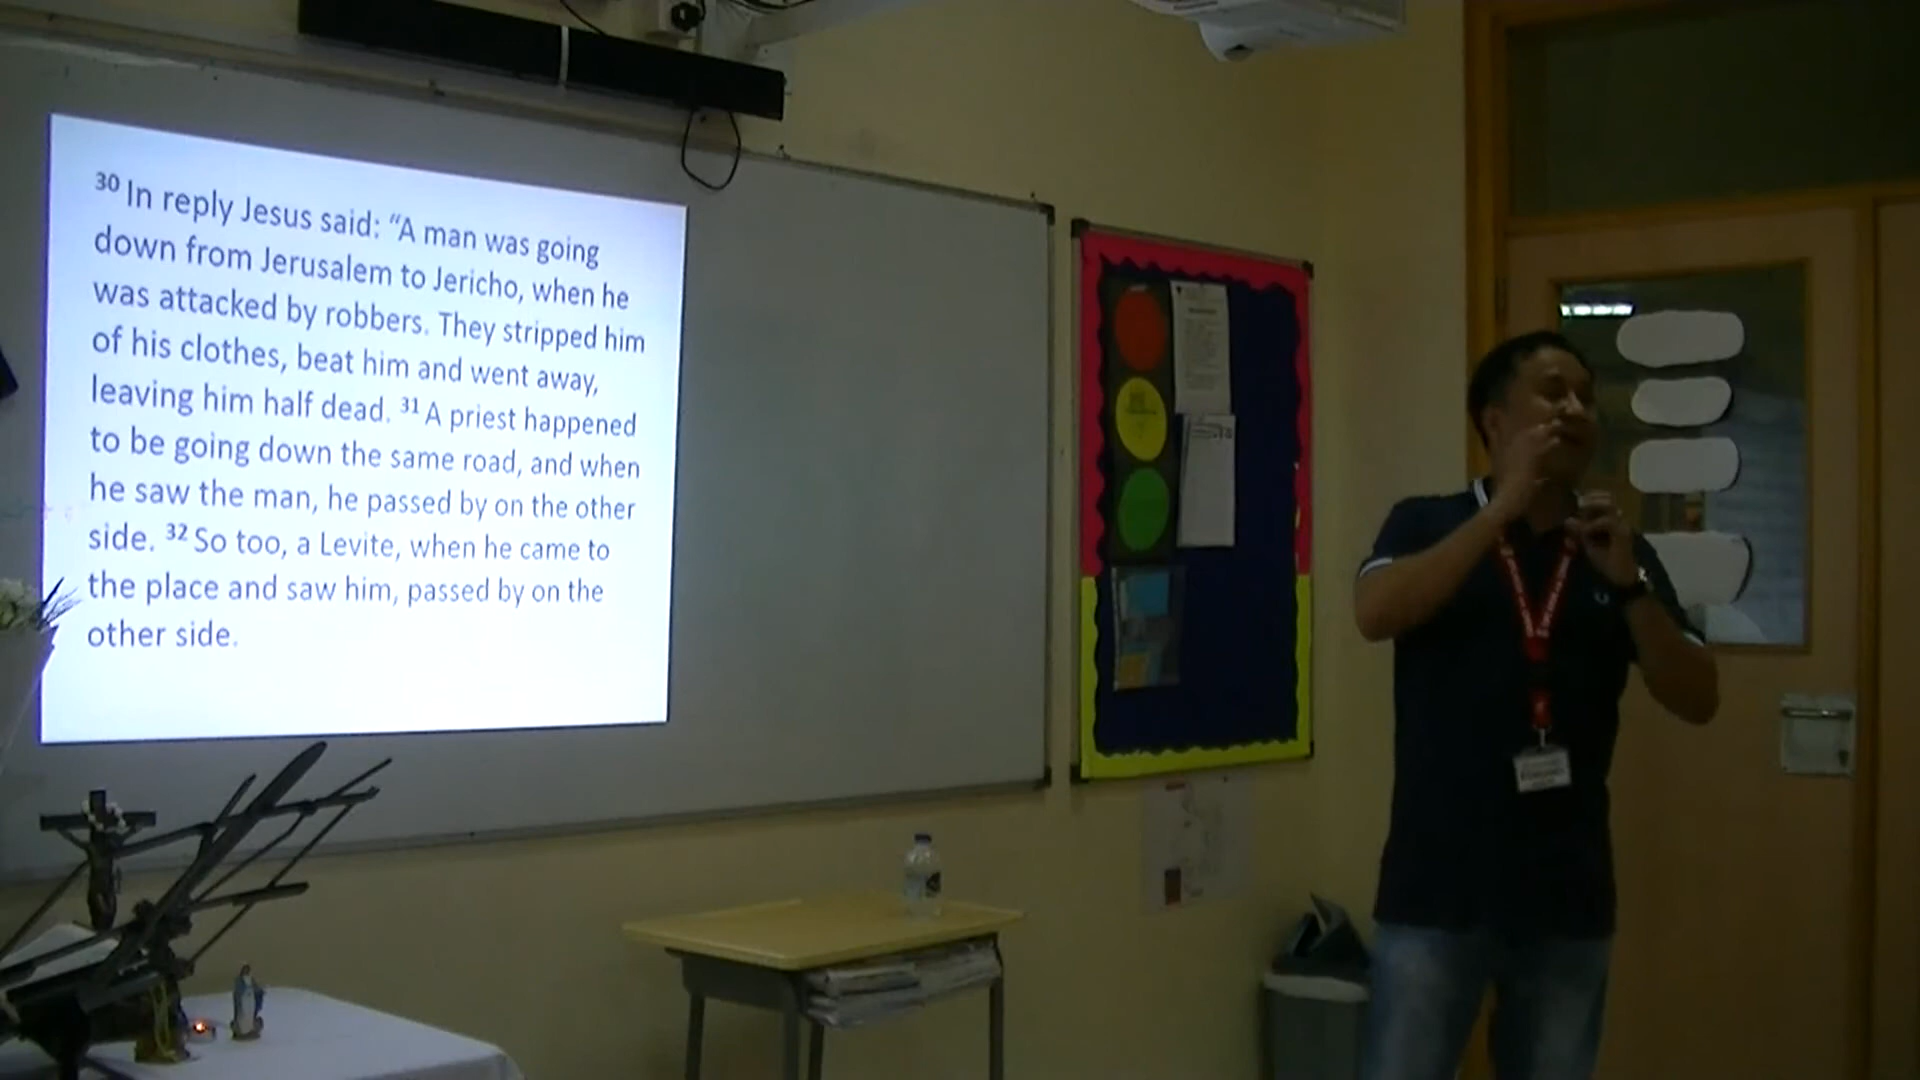 30 In reply Jesus said: “A man was going
down from Jerusalem to Jericho, when he
was attacked by robbers. They stripped him
of his clothes, beat him and went away,
leaving him half dead. 31 A priest happened
to be going down the same road, and when
he saw the man, he passed by on the other
side. 32 So too, a Levite, when he came to
the place and saw him, passed by on the
other side.